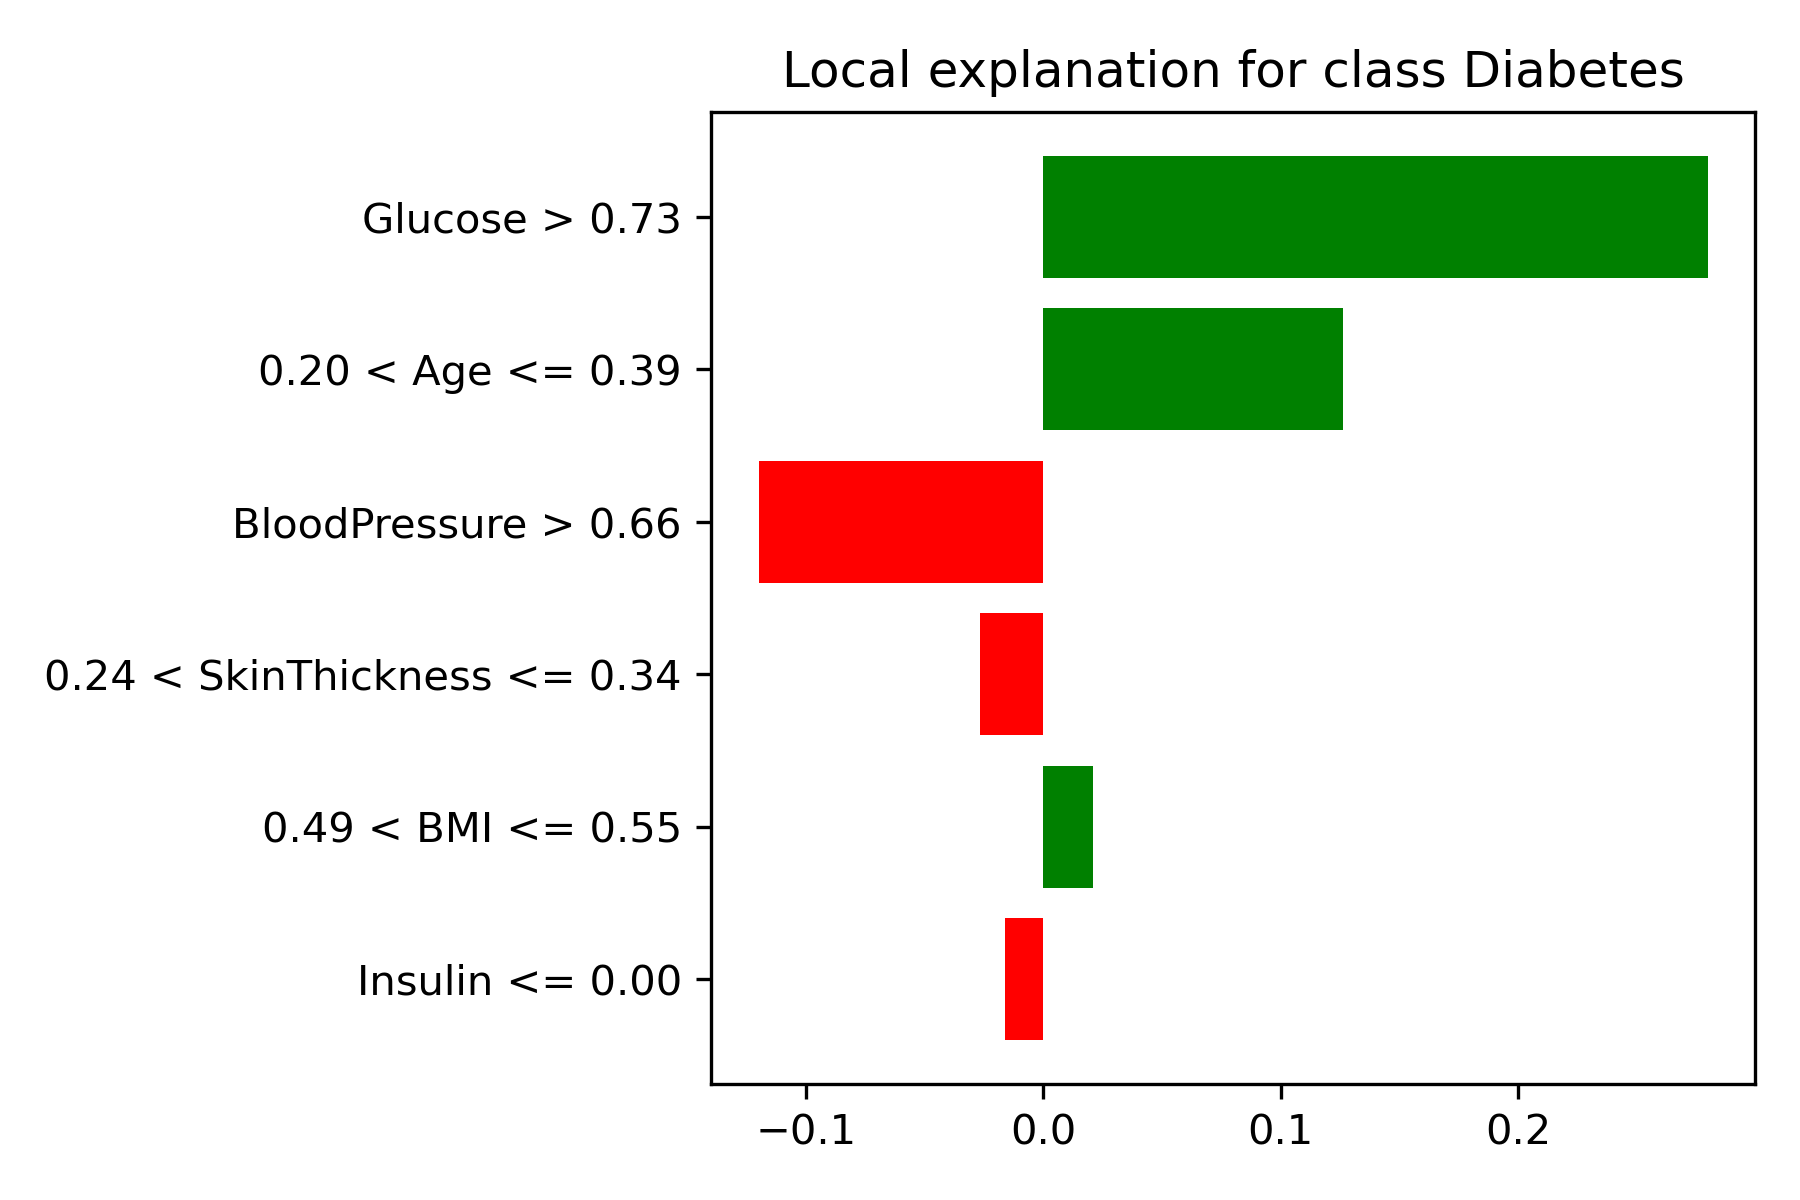 Local explanation for class Diabetes
Glucose > 0.73
0.20 < Age <= 0.39
BloodPressure > 0.66
0.24 < SkinThickness <= 0.34
0.49 < BMI <= 0.55
Insulin <= 0.00
−0.1 0.0 0.1 0.2